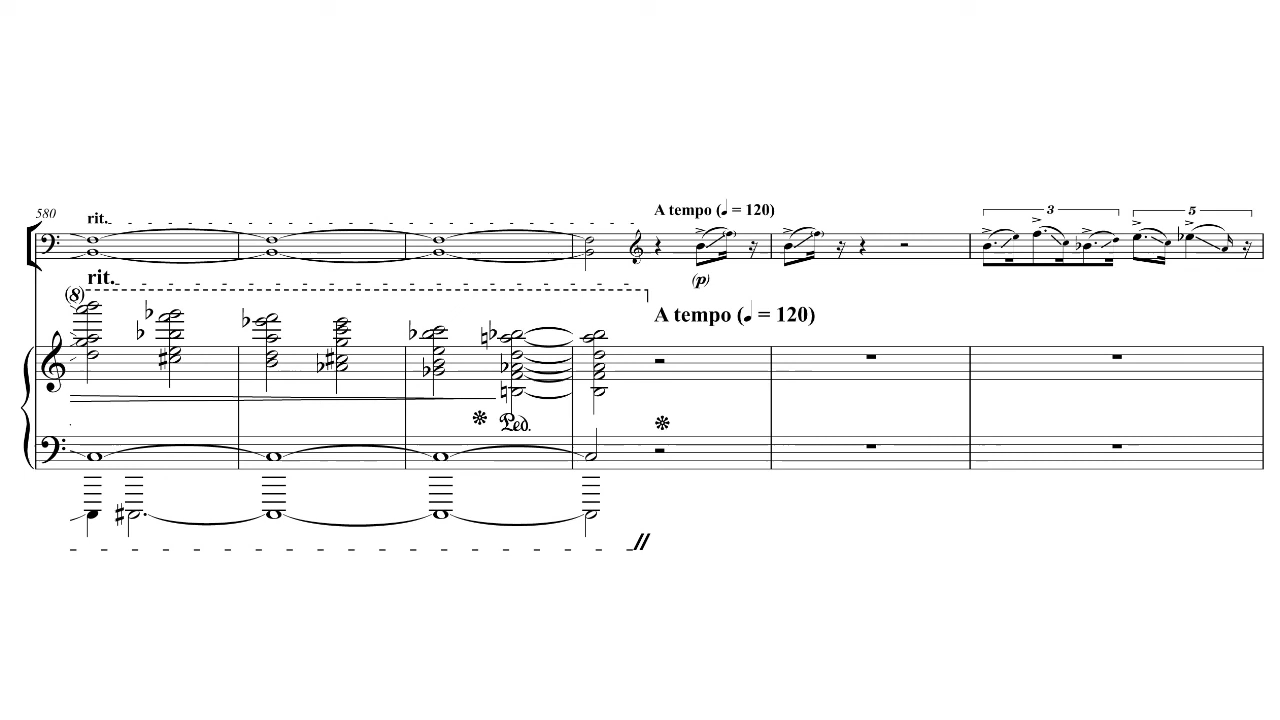 580
rit.
A tempo (♩ = 120)
3
5
(p)
rit.
(8)
A tempo (♩ = 120)
Ped.